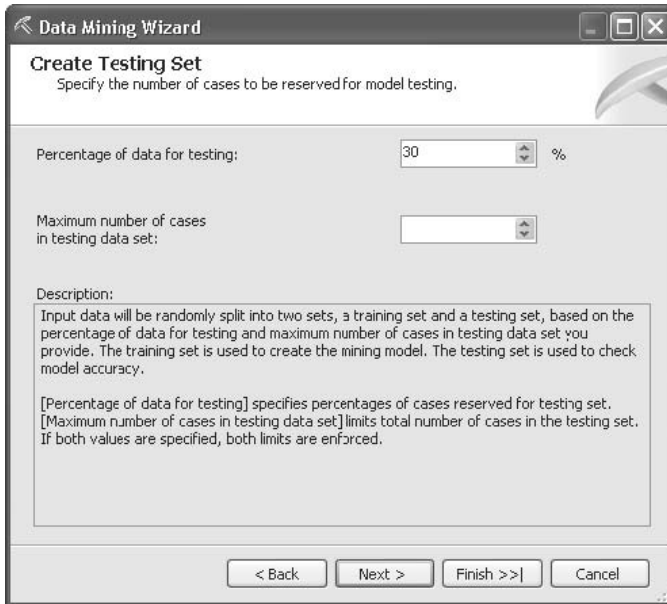 Data Mining Wizard
Create Testing Set
Specify the number of cases to be reserved for model testing.
Percentage of data for testing:
30
%
Maximum number of cases
in testing data set:
Description:
Input data will be randomly split into two sets, a training set and a testing set, based on the
percentage of data for testing and maximum number of cases in testing data set you
provide. The training set is used to create the mining model. The testing set is used to check
model accuracy.
[Percentage of data for testing] specifies percentages of cases reserved for testing set.
[Maximum number of cases in testing data set] limits total number of cases in the testing set.
If both values are specified, both limits are enforced.
< Back
Next >
Finish >>|
Cancel